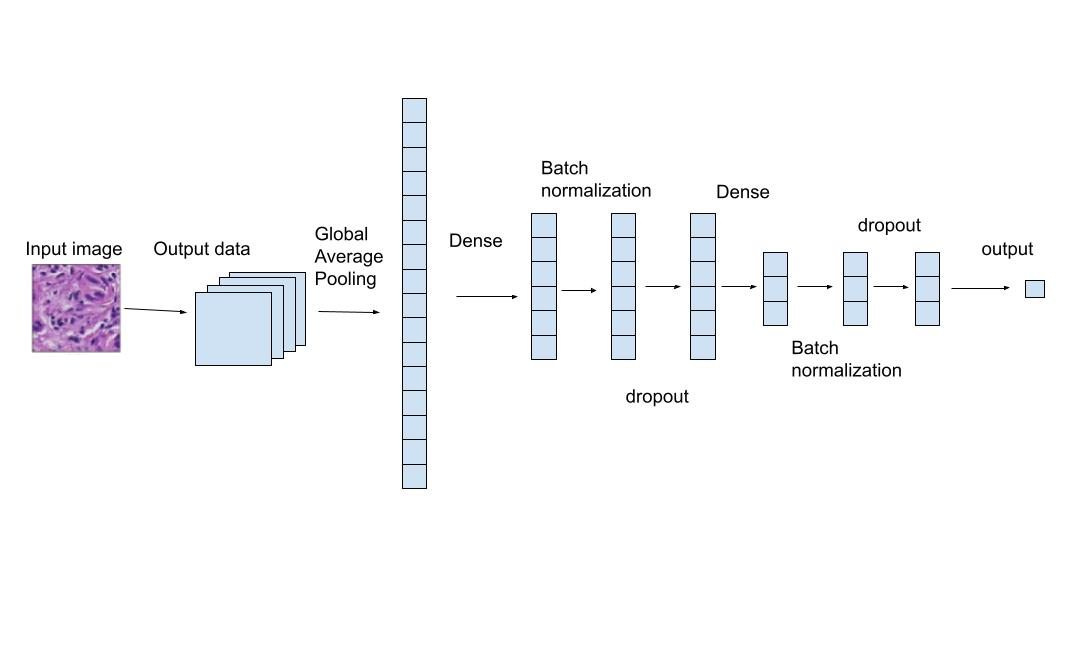 Input image
Output data
Global
Average
Pooling
Dense
Batch
normalization
dropout
Dense
Batch
normalization
dropout
output